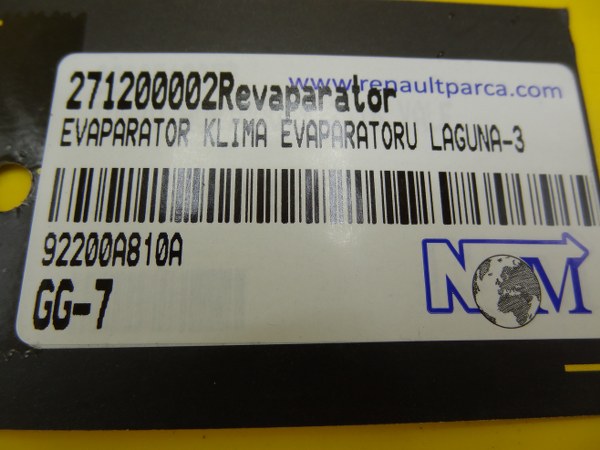 www.renaultparca.com
271200002Revaparator
EVAPARATOR KLIMA EVAPARATORU LAGUNA-3
92200A810A
NOM
GG-7